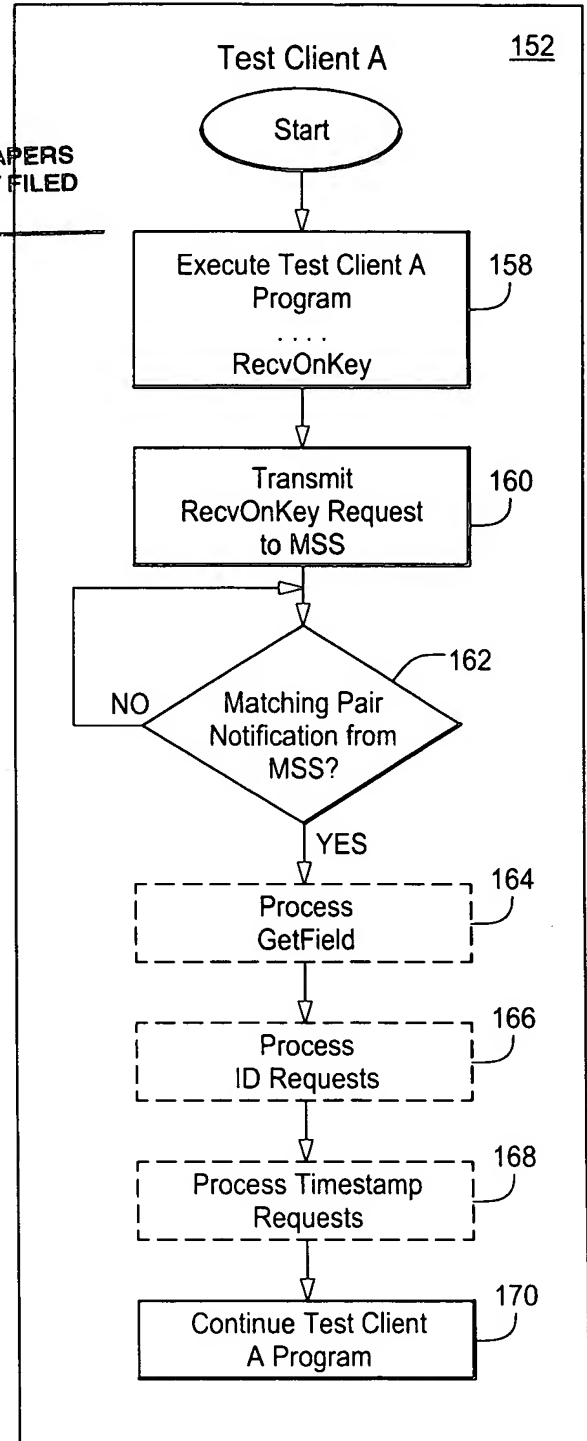 Test Client A
152
Start
APERS
FILED
Execute Test Client A
Program
. . . .
RecvOnKey
158
Transmit
RecvOnKey Request
to MSS
160
162
NO
Matching Pair
Notification from
MSS?
YES
Process
GetField
164
Process
ID Requests
166
Process Timestamp
Requests
168
Continue Test Client
A Program
170